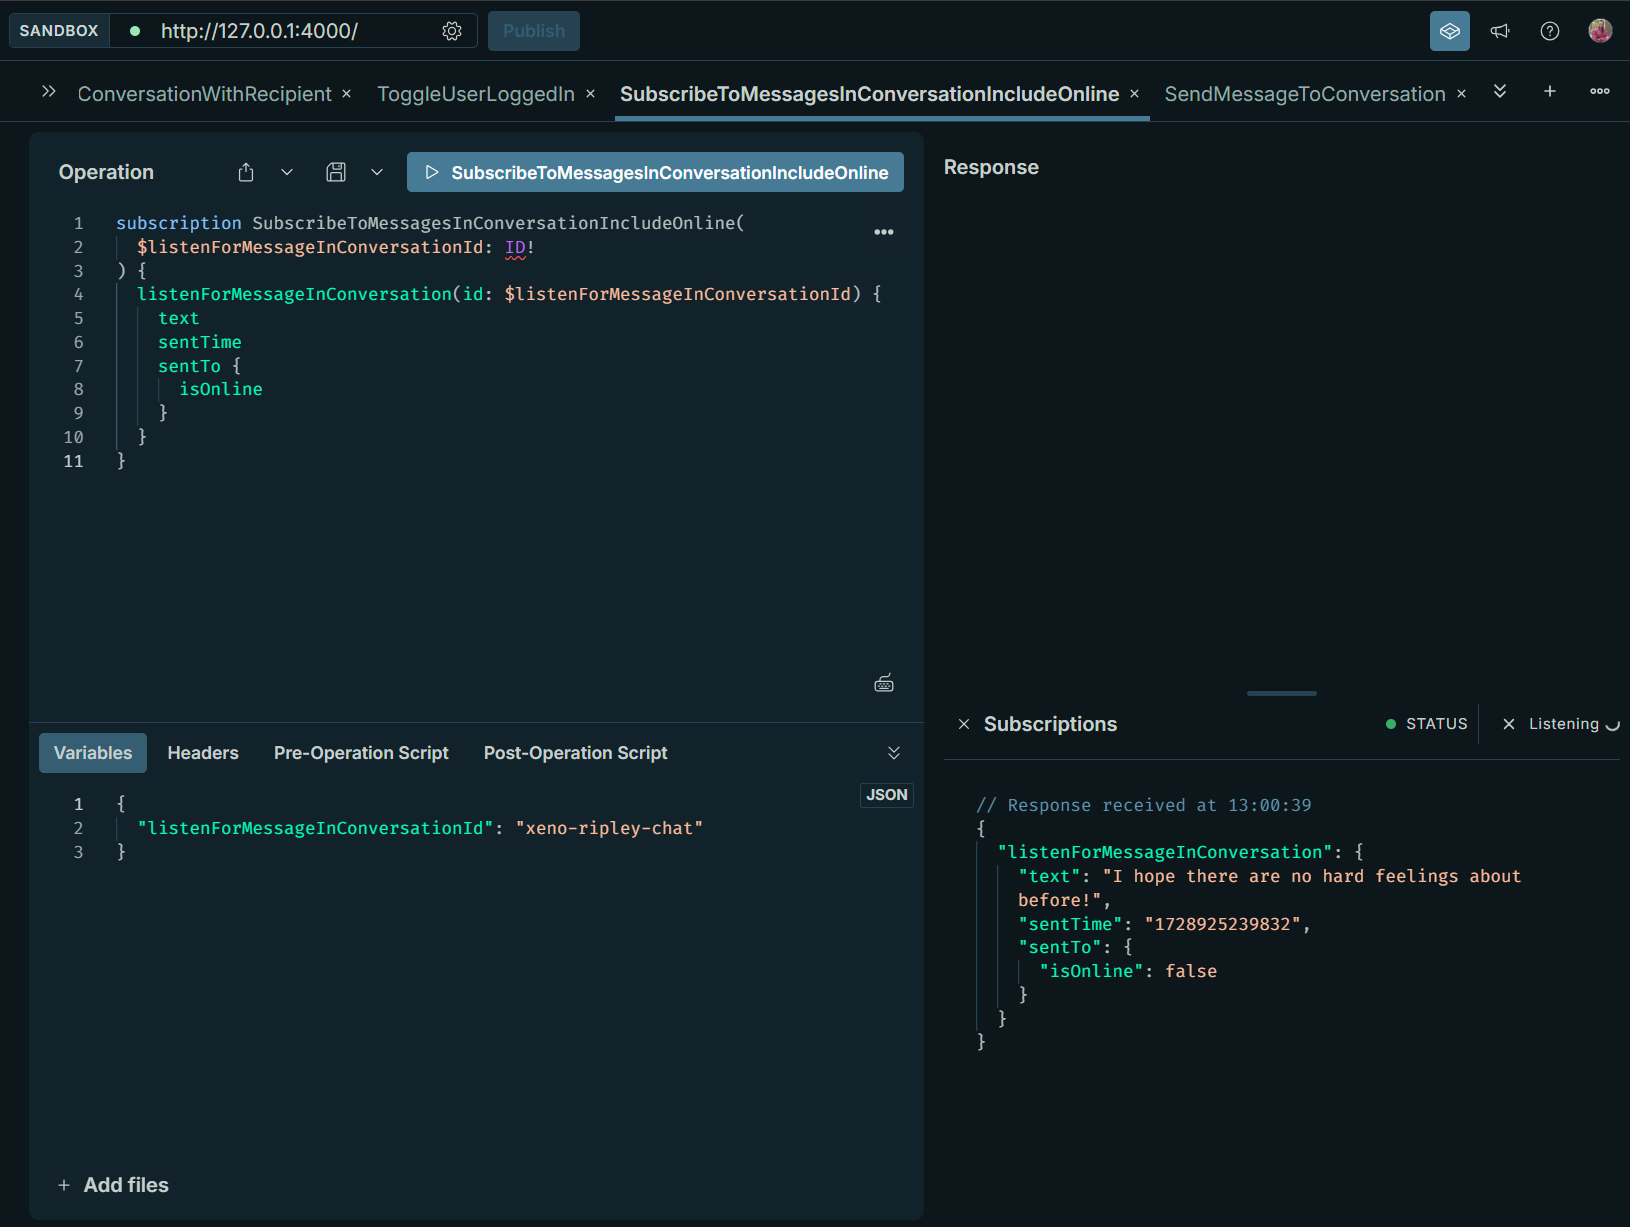 SANDBOX http://127.0.0.1:4000/ Publish
ConversationWithRecipient × ToggleUserLoggedIn × SubscribeToMessagesInConversationIncludeOnline × SendMessageToConversation ×
Operation SubscribeToMessagesInConversationIncludeOnline
1 subscription SubscribeToMessagesInConversationIncludeOnline(
2 $listenForMessageInConversationId: ID!
3 ) {
4 listenForMessageInConversation(id: $listenForMessageInConversationId) {
5 text
6 sentTime
7 sentTo {
8 isOnline
9 }
10 }
11 }
Variables Headers Pre-Operation Script Post-Operation Script
JSON
1 {
2 "listenForMessageInConversationId": "xeno-ripley-chat"
3 }
+ Add files
Response
× Subscriptions STATUS × Listening
// Response received at 13:00:39
{
"listenForMessageInConversation": {
"text": "I hope there are no hard feelings about
before!",
"sentTime": "1728925239832",
"sentTo": {
"isOnline": false
}
}
}